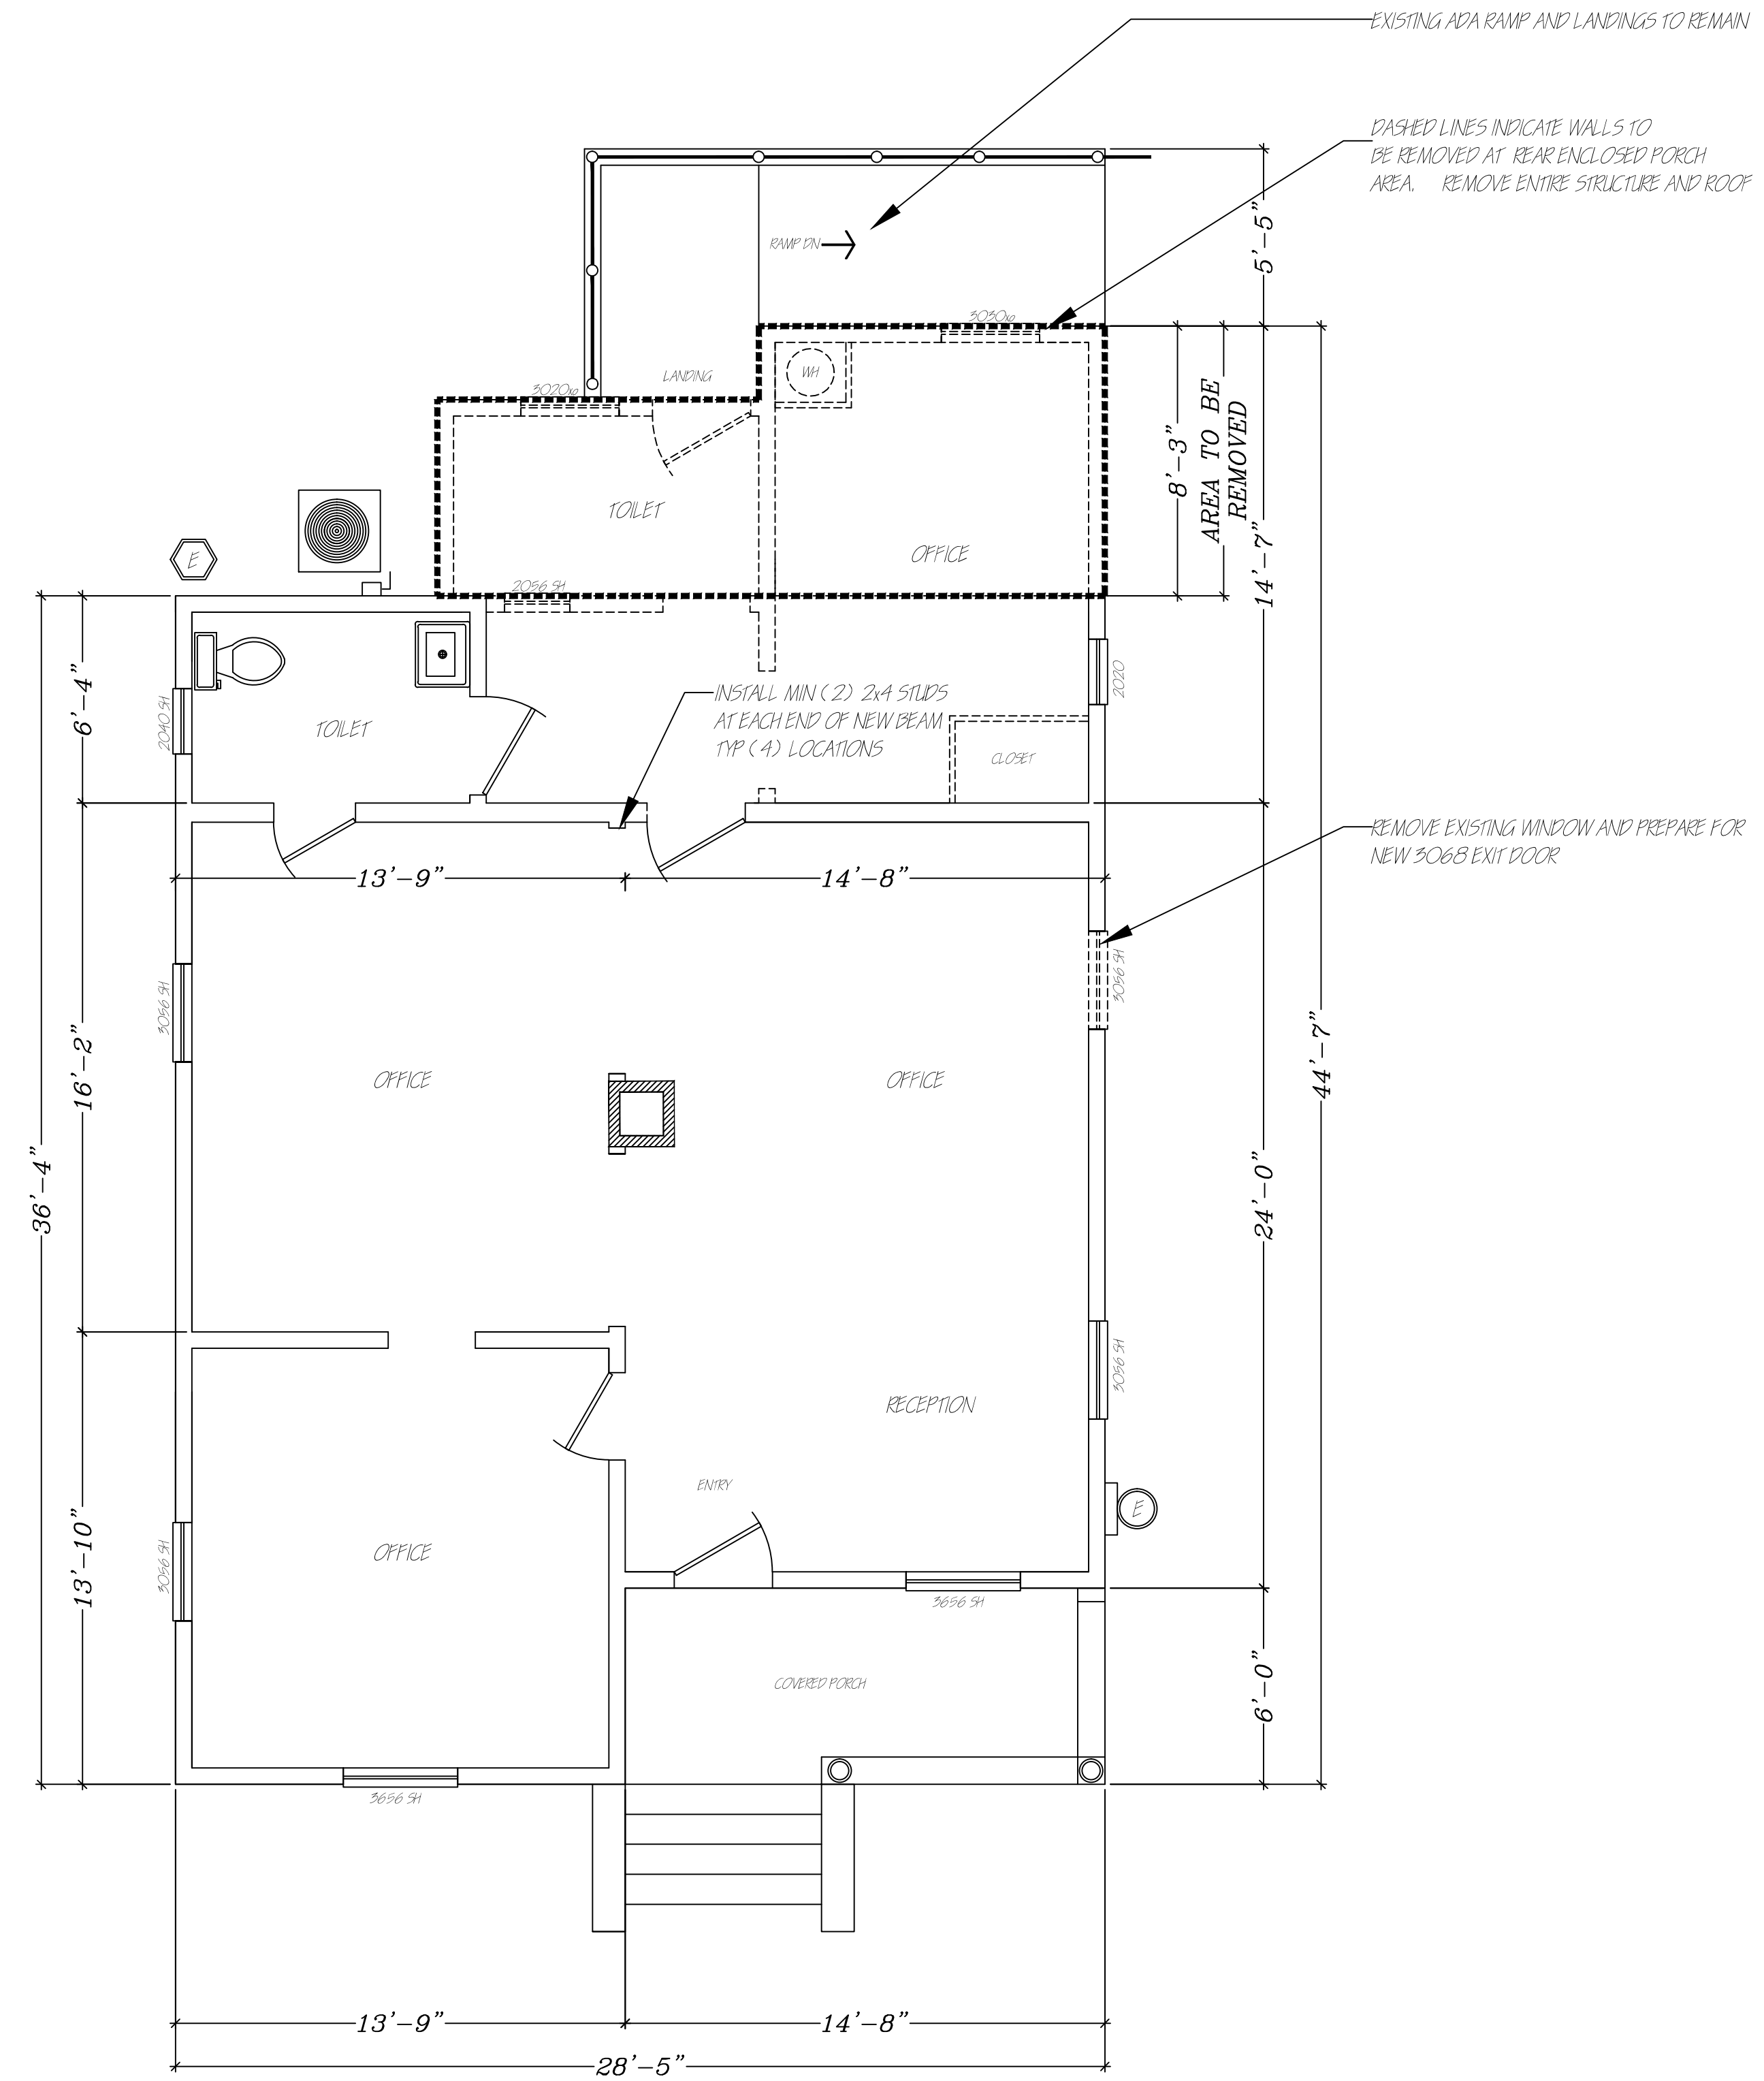 EXISTING ADA RAMP AND LANDINGS TO REMAIN
DASHED LINES INDICATE WALLS TO
BE REMOVED AT REAR ENCLOSED PORCH
AREA. REMOVE ENTIRE STRUCTURE AND ROOF
5'-5"
RAMP DN
3030xo
WH
LANDING
3020xo
8'-3"
AREA TO BE
REMOVED
14'-7"
TOILET
OFFICE
E
2056 SH
6'-4"
2040 SH
TOILET
INSTALL MIN (2) 2x4 STUDS
AT EACH END OF NEW BEAM
TYP (4) LOCATIONS
2020
CLOSET
REMOVE EXISTING WINDOW AND PREPARE FOR
NEW 3068 EXIT DOOR
13'-9"
14'-8"
3056 SH
3056 SH
16'-2"
44'-7"
OFFICE
OFFICE
36'-4"
24'-0"
3056 SH
RECEPTION
ENTRY
E
13'-10"
3056 SH
OFFICE
3656 SH
COVERED PORCH
6'-0"
3656 SH
13'-9"
14'-8"
28'-5"